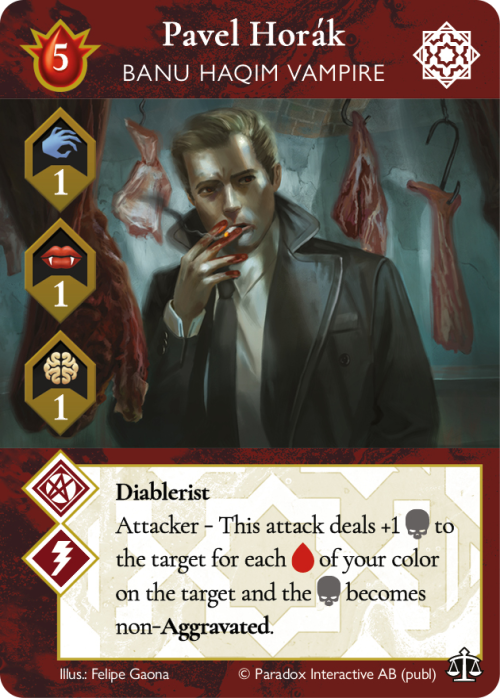 5
Pavel Horák
BANU HAQIM VAMPIRE
1
1
1
Diablerist
Attacker - This attack deals +1 to
the target for each of your color
on the target and the becomes
non-Aggravated.
Illus.: Felipe Gaona
© Paradox Interactive AB (publ)